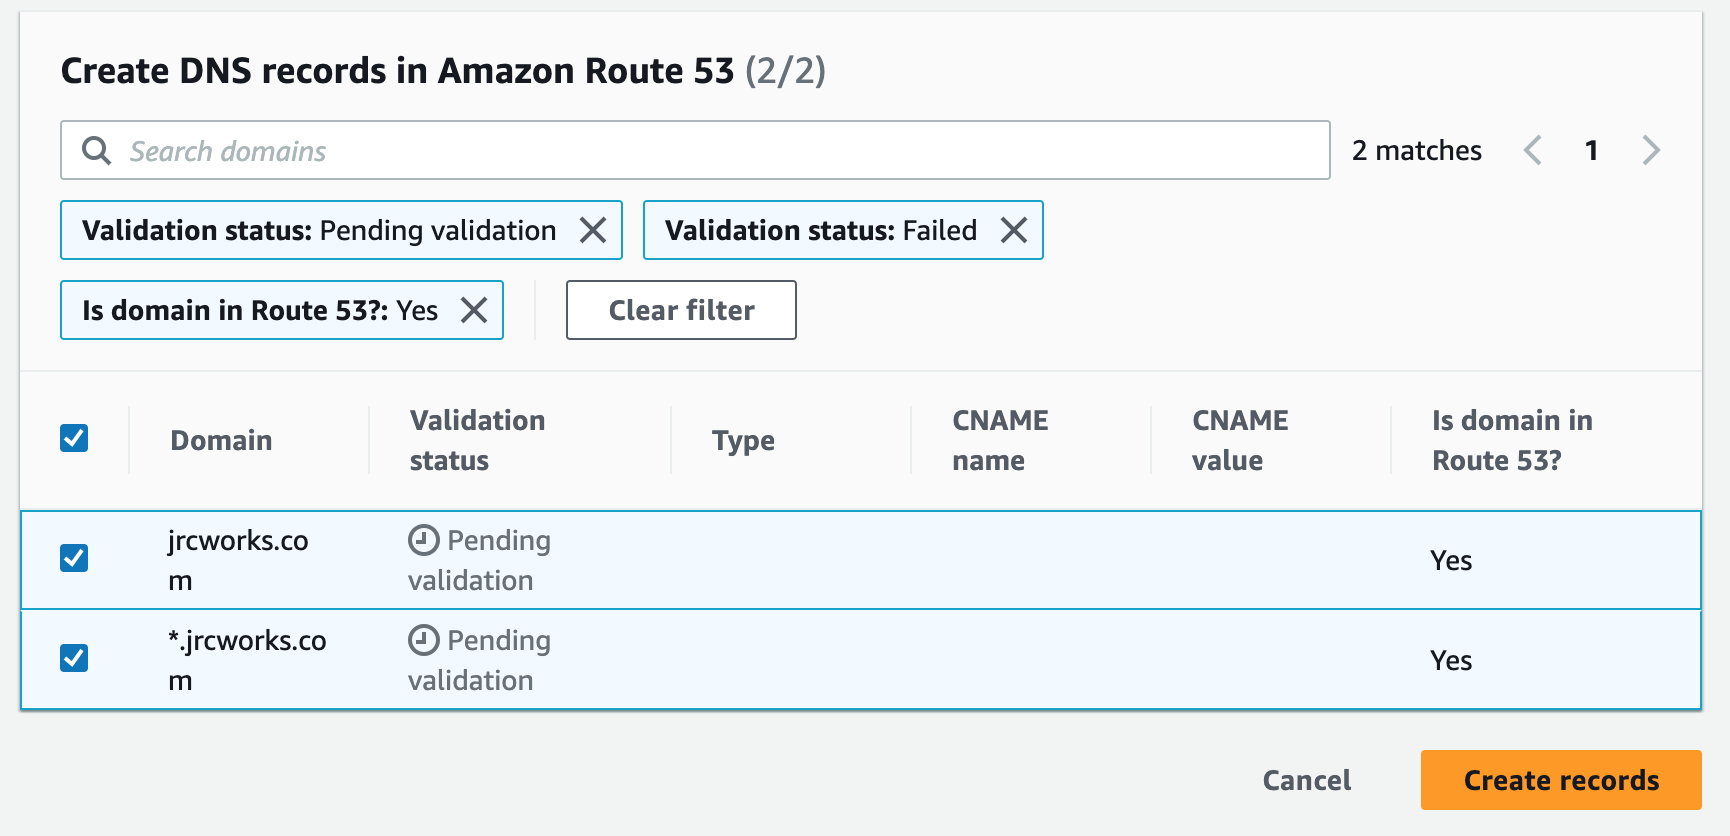 Create DNS records in Amazon Route 53 (2/2)
Search domains
2 matches
1
Validation status: Pending validation
Validation status: Failed
Is domain in Route 53?: Yes
Clear filter
Domain
Validation
status
Type
CNAME
name
CNAME
value
Is domain in
Route 53?
jrcworks.co
m
Pending
validation
Yes
*.jrcworks.co
m
Pending
validation
Yes
Cancel
Create records